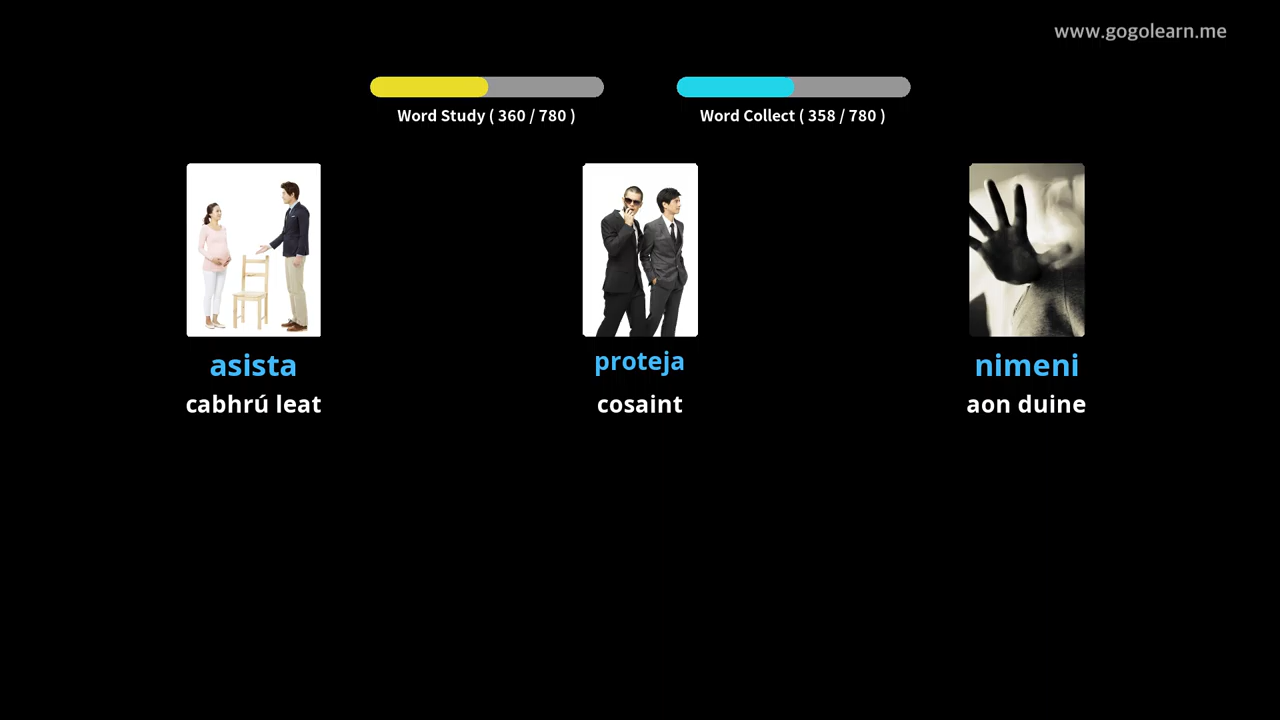 www.gogolearn.me
Word Study ( 360 / 780 )
Word Collect ( 358 / 780 )
asista
proteja
nimeni
cabhrú leat
cosaint
aon duine